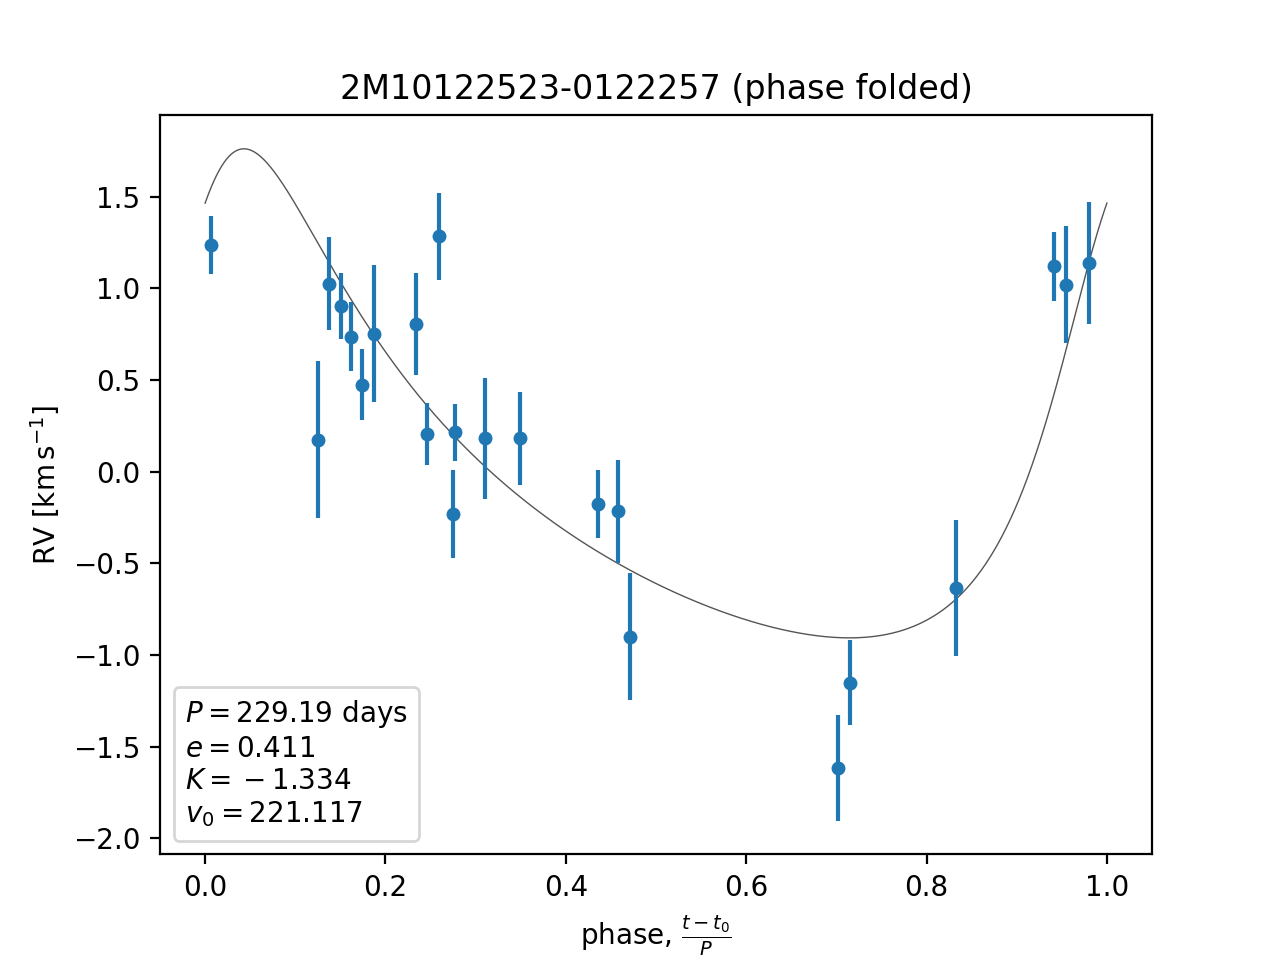 2M10122523-0122257 (phase folded)
RV [km s⁻¹]
1.5
1.0
0.5
0.0
−0.5
−1.0
−1.5
−2.0
P = 229.19 days
e = 0.411
K = −1.334
v₀ = 221.117
0.0 0.2 0.4 0.6 0.8 1.0
phase, (t − t₀)/P